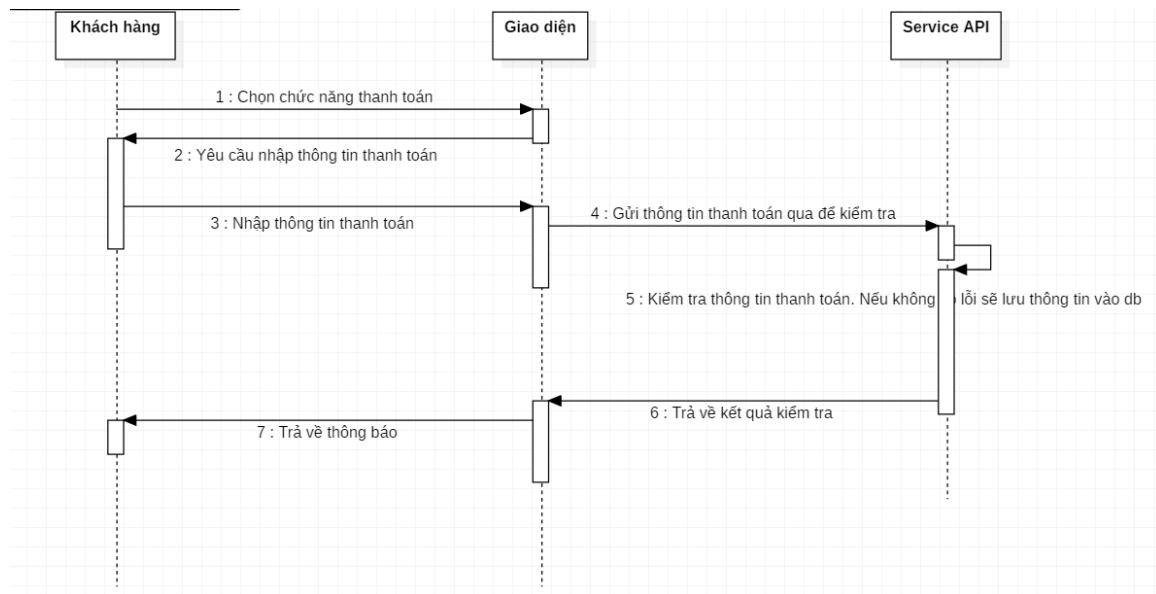 Khách hàng
Giao diện
Service API
1 : Chọn chức năng thanh toán
2 : Yêu cầu nhập thông tin thanh toán
3 : Nhập thông tin thanh toán
4 : Gửi thông tin thanh toán qua để kiểm tra
5 : Kiểm tra thông tin thanh toán. Nếu không lỗi sẽ lưu thông tin vào db
6 : Trả về kết quả kiểm tra
7 : Trả về thông báo